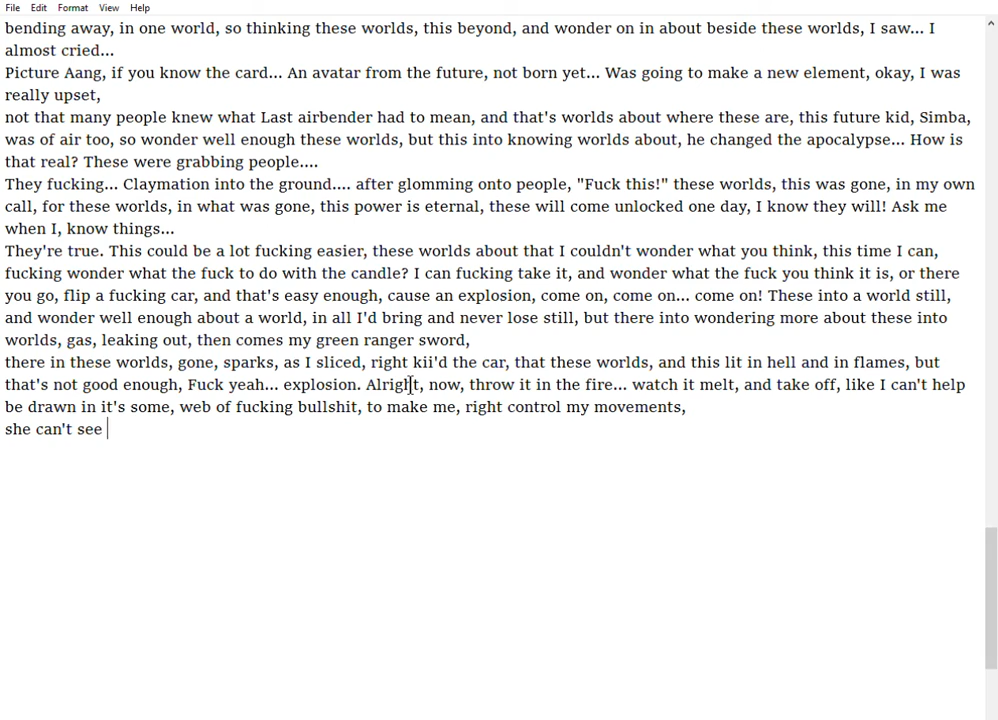 File Edit Format View Help
bending away, in one world, so thinking these worlds, this beyond, and wonder on in about beside these worlds, I saw... I
almost cried...
Picture Aang, if you know the card... An avatar from the future, not born yet... Was going to make a new element, okay, I was
really upset,
not that many people knew what Last airbender had to mean, and that's worlds about where these are, this future kid, Simba,
was of air too, so wonder well enough these worlds, but this into knowing worlds about, he changed the apocalypse... How is
that real? These were grabbing people....
They fucking... Claymation into the ground.... after glomming onto people, "Fuck this!" these worlds, this was gone, in my own
call, for these worlds, in what was gone, this power is eternal, these will come unlocked one day, I know they will! Ask me
when I, know things...
They're true. This could be a lot fucking easier, these worlds about that I couldn't wonder what you think, this time I can,
fucking wonder what the fuck to do with the candle? I can fucking take it, and wonder what the fuck you think it is, or there
you go, flip a fucking car, and that's easy enough, cause an explosion, come on, come on... come on! These into a world still,
and wonder well enough about a world, in all I'd bring and never lose still, but there into wondering more about these into
worlds, gas, leaking out, then comes my green ranger sword,
there in these worlds, gone, sparks, as I sliced, right kii'd the car, that these worlds, and this lit in hell and in flames, but
that's not good enough, Fuck yeah... explosion. Alright, now, throw it in the fire... watch it melt, and take off, like I can't help
be drawn in it's some, web of fucking bullshit, to make me, right control my movements,
she can't see